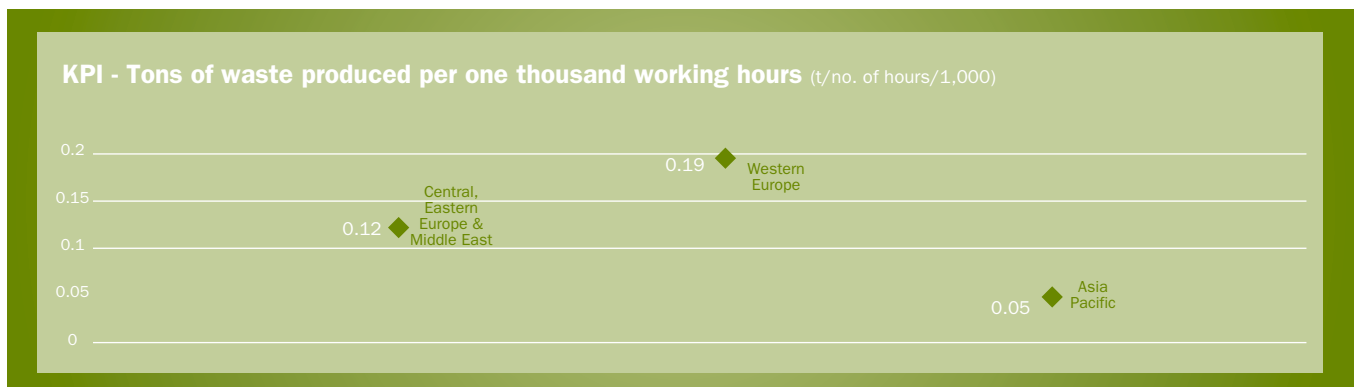 KPI - Tons of waste produced per one thousand working hours (t/no. of hours/1,000)
0.2
0.19
Western
Europe
0.15
Central,
Eastern
Europe &
Middle East
0.12
0.1
0.05
Asia
Pacific
0.05
0